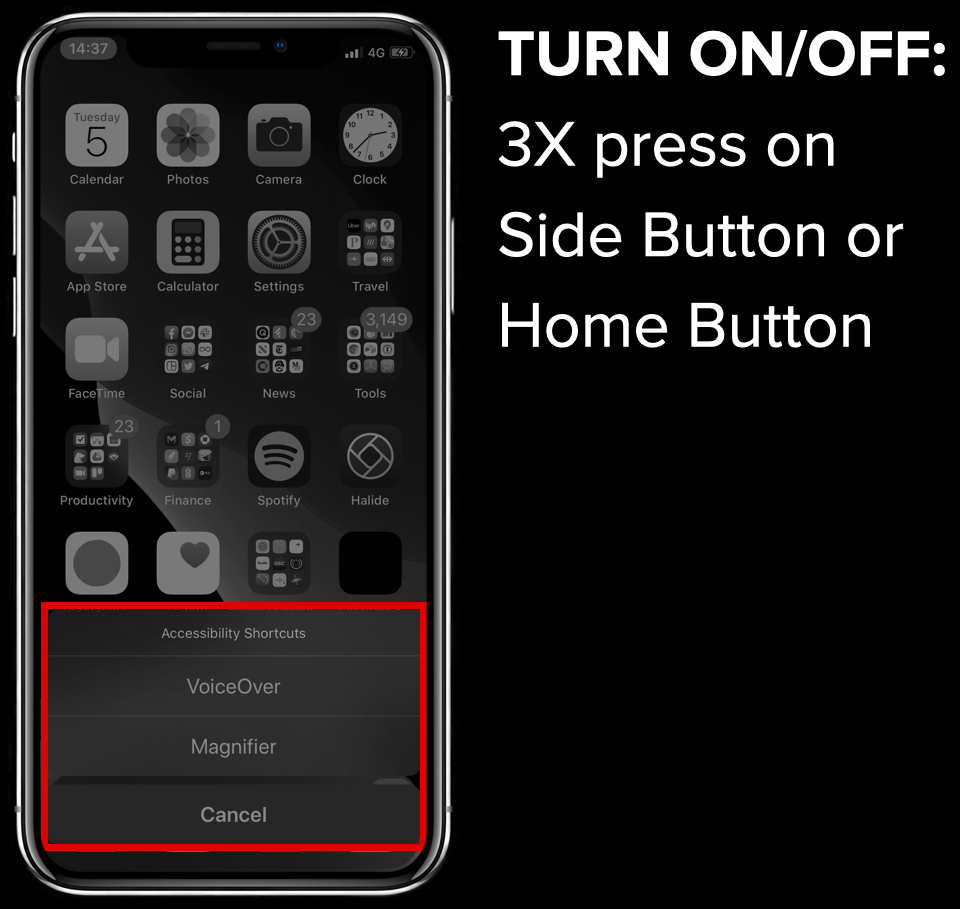 14:37
4G
TURN ON/OFF:
3X press on
Side Button or
Home Button
Tuesday
5
Calendar
Photos
Camera
Clock
App Store
Calculator
Settings
Travel
23
3,149
FaceTime
Social
News
Tools
23
1
Productivity
Finance
Spotify
Halide
Accessibility Shortcuts
VoiceOver
Magnifier
Cancel